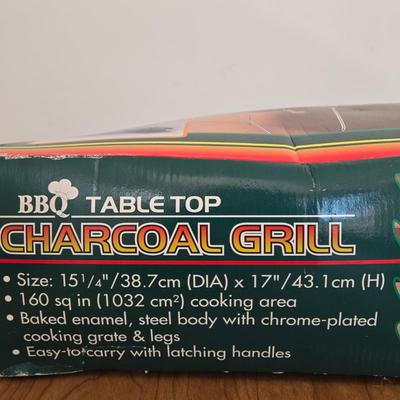 BBQ TABLE TOP
CHARCOAL GRILL
• Size: 15 1/4"/38.7cm (DIA) x 17"/43.1cm (H)
• 160 sq in (1032 cm²) cooking area
• Baked enamel, steel body with chrome-plated
cooking grate & legs
• Easy-to-carry with latching handles